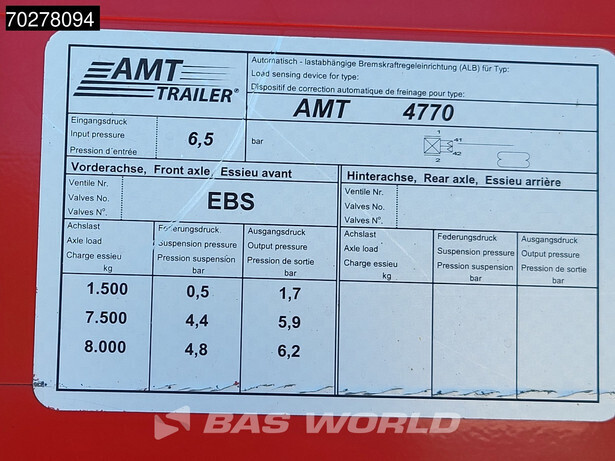 70278094
AMT
TRAILER®
Automatisch - lastabhängige Bremskraftregeleinrichtung (ALB) für Typ:
Load sensing device for type:
Dispositif de correction automatique de freinage pour type:
AMT 4770
Eingangsdruck
Input pressure 6,5 bar
Pression d´entrée
1
41
42
2
Vorderachse, Front axle, Essieu avant
Hinterachse, Rear axle, Essieu arrière
Ventile Nr.
Valves No.
Valves N°.
EBS
Ventile Nr.
Valves No.
Valves N°.
Achslast Federungsdruck. Ausgangsdruck
Axle load Suspension pressure Output pressure
Charge essieu Pression suspension Pression de sortie
kg bar bar
Achslast Federungsdruck. Ausgangsdruck.
Axle load Suspension pressure Output pressure
Charge essieu Pression suspension Pression de sortie
kg bar bar
1.500 0,5 1,7
7.500 4,4 5,9
8.000 4,8 6,2
BAS WORLD